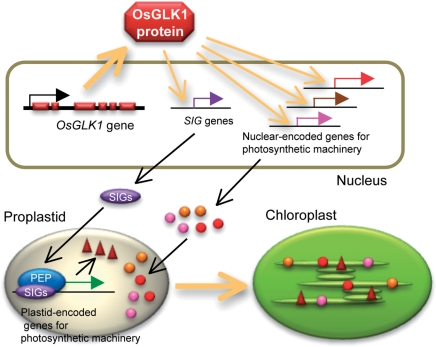 OsGLK1
protein
OsGLK1 gene
SIG genes
Nuclear-encoded genes for
photosynthetic machinery
Nucleus
SIGs
Proplastid
Chloroplast
PEP
SIGs
Plastid-encoded
genes for
photosynthetic machinery